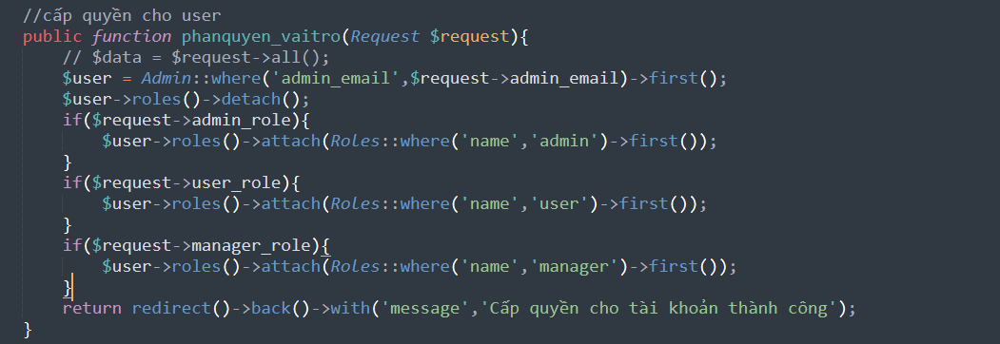 //cấp quyền cho user
public function phanquyen_vaitro(Request $request){
// $data = $request->all();
$user = Admin::where('admin_email',$request->admin_email)->first();
$user->roles()->detach();
if($request->admin_role){
$user->roles()->attach(Roles::where('name','admin')->first());
}
if($request->user_role){
$user->roles()->attach(Roles::where('name','user')->first());
}
if($request->manager_role){
$user->roles()->attach(Roles::where('name','manager')->first());
}
return redirect()->back()->with('message','Cấp quyền cho tài khoản thành công');
}